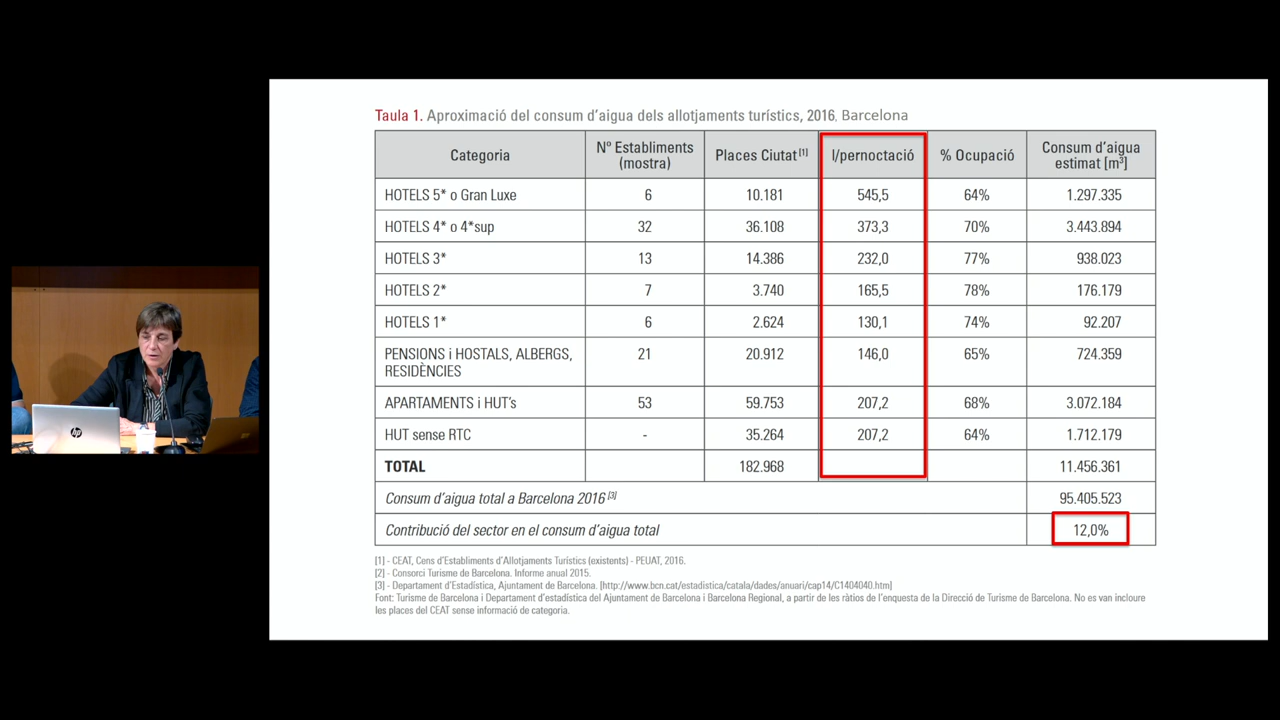 Taula 1. Aproximació del consum d'aigua dels allotjaments turístics, 2016. Barcelona
Categoria Nº Establiments (mostra) Places Ciutat [1] l/pernoctació % Ocupació Consum d'aigua estimat [m³]
HOTELS 5* o Gran Luxe 6 10.181 545,5 64% 1.297.335
HOTELS 4* o 4*sup 32 36.108 373,3 70% 3.443.894
HOTELS 3* 13 14.386 232,0 77% 938.023
HOTELS 2* 7 3.740 165,5 78% 176.179
HOTELS 1* 6 2.624 130,1 74% 92.207
PENSIONS i HOSTALS, ALBERGS, RESIDÈNCIES 21 20.912 146,0 65% 724.359
APARTAMENTS i HUT's 53 59.753 207,2 68% 3.072.184
HUT sense RTC - 35.264 207,2 64% 1.712.179
TOTAL 182.968 11.456.361
Consum d'aigua total a Barcelona 2016 [3] 95.405.523
Contribució del sector en el consum d'aigua total 12,0%
[1] - CEAT, Cens d'Establiments d'Allotjaments Turístics (existents) - PEUAT, 2016.
[2] - Consorci Turisme de Barcelona. Informe anual 2015.
[3] - Departament d'Estadística, Ajuntament de Barcelona. [http://www.bcn.cat/estadistica/catala/dades/anuari/cap14/C1404040.htm]
Font: Turisme de Barcelona i Departament d'estadística del Ajuntament de Barcelona i Barcelona Regional, a partir de les ràtios de l'enquesta de la Direcció de Turisme de Barcelona. No es van incloure
les places del CEAT sense informació de categoria.
hp